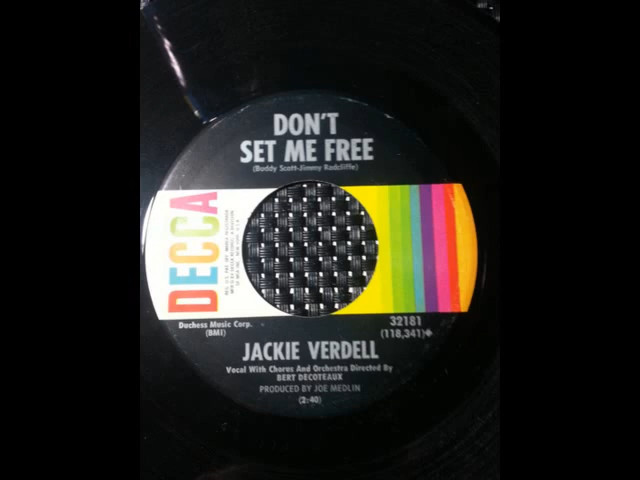 DON'T
SET ME FREE
(Buddy Scott-Jimmy Radcliffe)
DECCA
Duchess Music Corp.
(BMI)
32181
(118,341)◆
JACKIE VERDELL
Vocal With Chorus And Orchestra Directed By
BERT DECOTEAUX
PRODUCED BY JOE MEDLIN
(2:40)